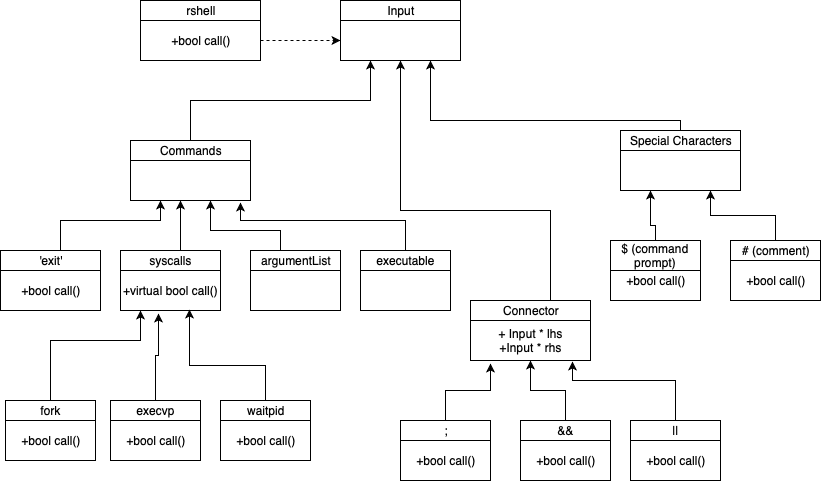 rshell
+bool call()
Input
Commands
Special Characters
'exit'
+bool call()
syscalls
+virtual bool call()
argumentList
executable
$ (command
prompt)
+bool call()
# (comment)
+bool call()
Connector
+ Input * lhs
+Input * rhs
fork
+bool call()
execvp
+bool call()
waitpid
+bool call()
;
+bool call()
&&
+bool call()
||
+bool call()